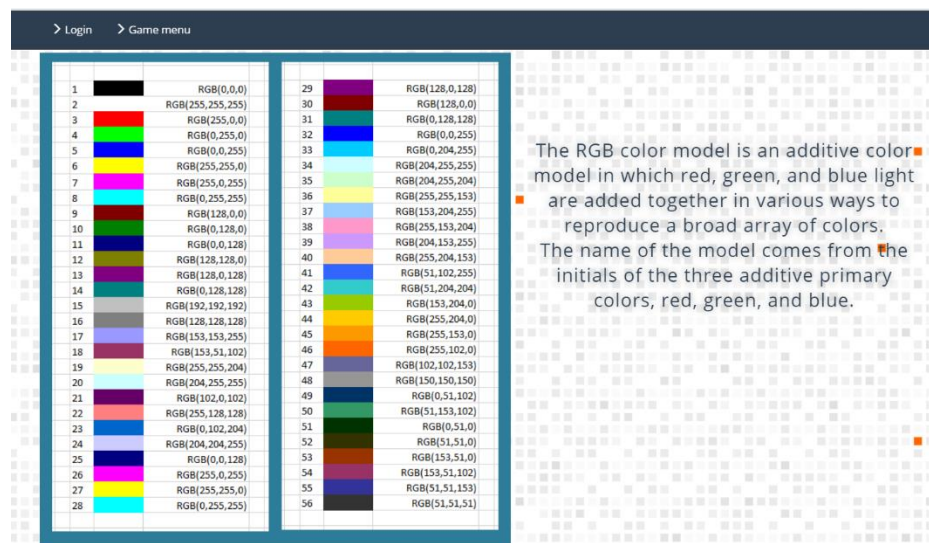 Login
Game menu
1 RGB(0,0,0)
2 RGB(255,255,255)
3 RGB(255,0,0)
4 RGB(0,255,0)
5 RGB(0,0,255)
6 RGB(255,255,0)
7 RGB(255,0,255)
8 RGB(0,255,255)
9 RGB(128,0,0)
10 RGB(0,128,0)
11 RGB(0,0,128)
12 RGB(128,128,0)
13 RGB(128,0,128)
14 RGB(0,128,128)
15 RGB(192,192,192)
16 RGB(128,128,128)
17 RGB(153,153,255)
18 RGB(153,51,102)
19 RGB(255,255,204)
20 RGB(204,255,255)
21 RGB(102,0,102)
22 RGB(255,128,128)
23 RGB(0,102,204)
24 RGB(204,204,255)
25 RGB(0,0,128)
26 RGB(255,0,255)
27 RGB(255,255,0)
28 RGB(0,255,255)
29 RGB(128,0,128)
30 RGB(128,0,0)
31 RGB(0,128,128)
32 RGB(0,0,255)
33 RGB(0,204,255)
34 RGB(204,255,255)
35 RGB(204,255,204)
36 RGB(255,255,153)
37 RGB(153,204,255)
38 RGB(255,153,204)
39 RGB(204,153,255)
40 RGB(255,204,153)
41 RGB(51,102,255)
42 RGB(51,204,204)
43 RGB(153,204,0)
44 RGB(255,204,0)
45 RGB(255,153,0)
46 RGB(255,102,0)
47 RGB(102,102,153)
48 RGB(150,150,150)
49 RGB(0,51,102)
50 RGB(51,153,102)
51 RGB(0,51,0)
52 RGB(51,51,0)
53 RGB(153,51,0)
54 RGB(153,51,102)
55 RGB(51,51,153)
56 RGB(51,51,51)
The RGB color model is an additive color
model in which red, green, and blue light
are added together in various ways to
reproduce a broad array of colors.
The name of the model comes from the
initials of the three additive primary
colors, red, green, and blue.